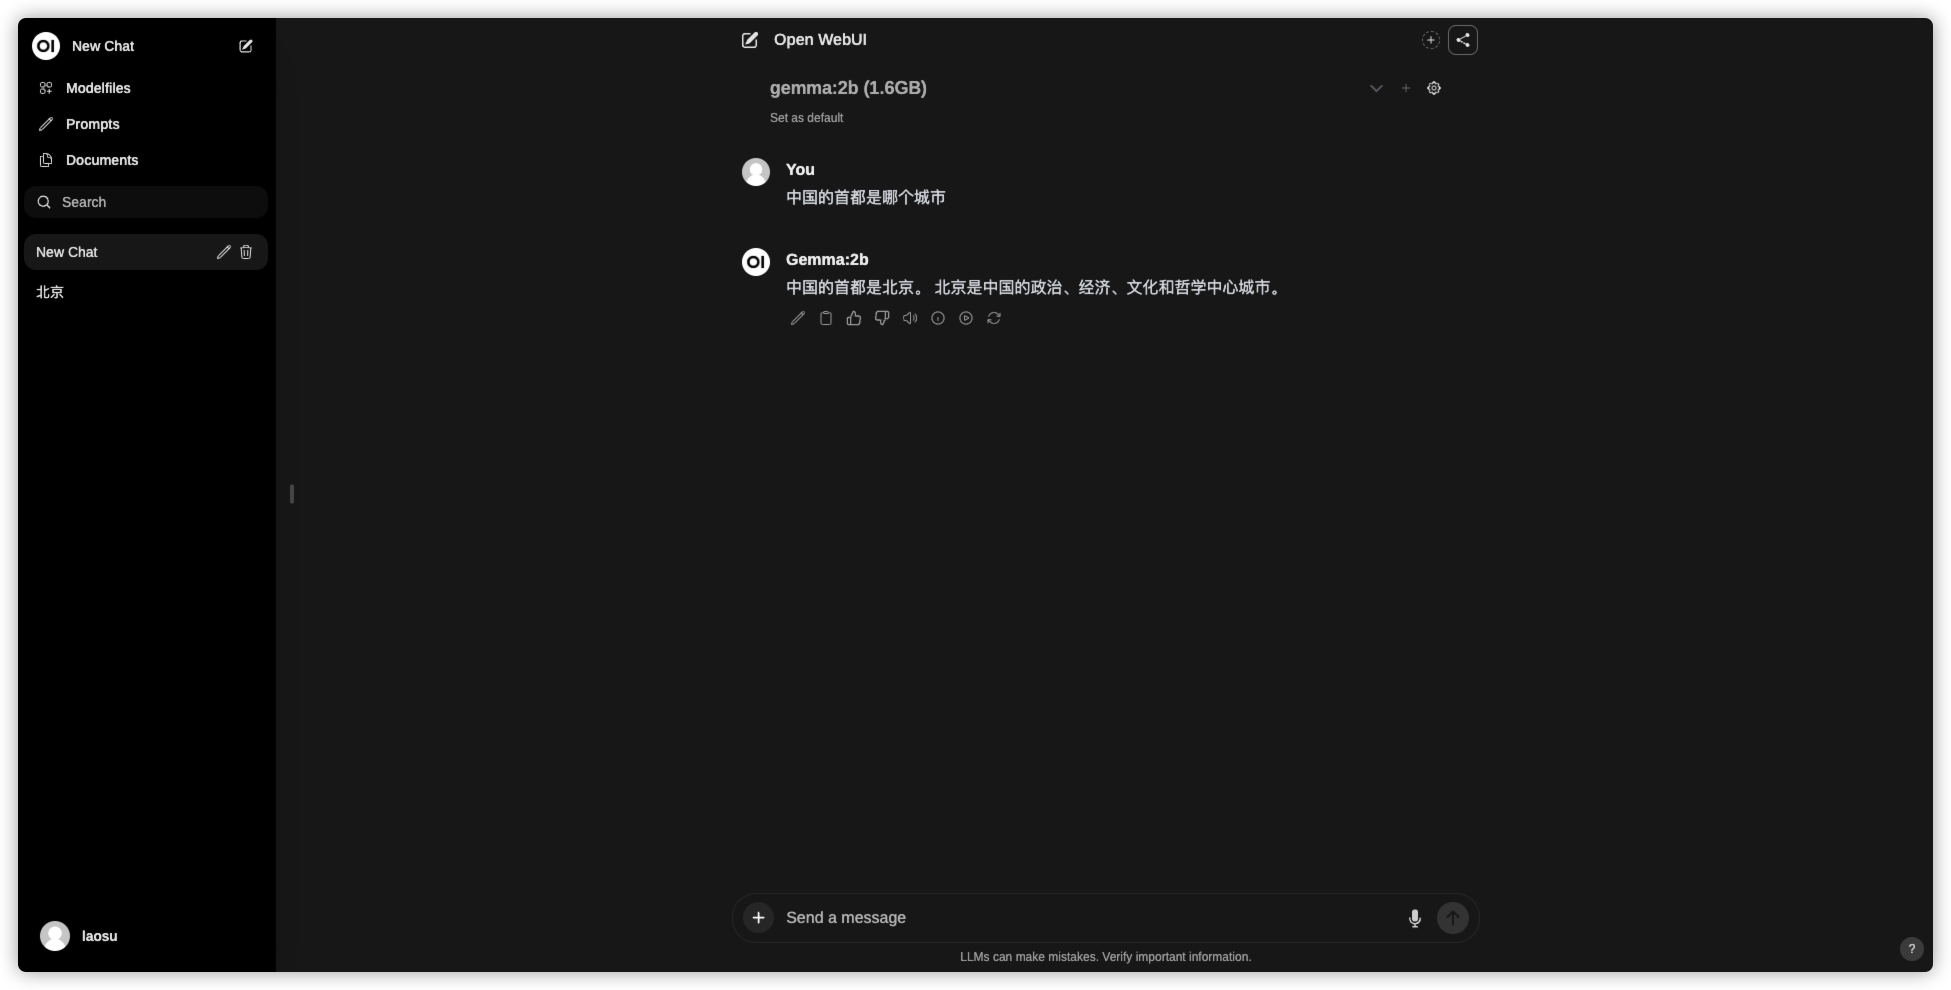 OI New Chat
Modelfiles
Prompts
Documents
Search
New Chat
北京
laosu
Open WebUI
gemma:2b (1.6GB)
Set as default
You
中国的首都是哪个城市
OI Gemma:2b
中国的首都是北京。 北京是中国的政治、经济、文化和哲学中心城市。
Send a message
LLMs can make mistakes. Verify important information.
?